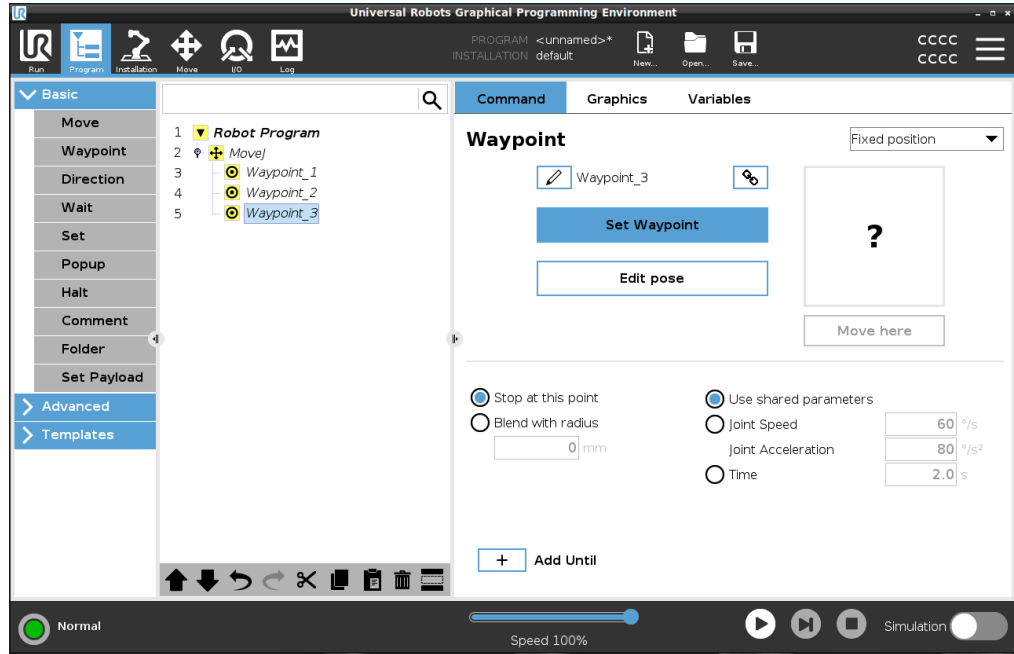 Universal Robots Graphical Programming Environment
UR
Run
Program
Installation
Move
I/O
Log
PROGRAM <unnamed>*
INSTALLATION default
New...
Open...
Save...
CCCC
CCCC
Basic
Move
Waypoint
Direction
Wait
Set
Popup
Halt
Comment
Folder
Set Payload
Advanced
Templates
1 Robot Program
2 MoveJ
3 Waypoint_1
4 Waypoint_2
5 Waypoint_3
Command Graphics Variables
Waypoint
Fixed position
Waypoint_3
Set Waypoint
Edit pose
?
Move here
Stop at this point
Blend with radius
0 mm
Use shared parameters
Joint Speed 60 °/s
Joint Acceleration 80 °/s²
Time 2.0 s
+ Add Until
Normal
Speed 100%
Simulation